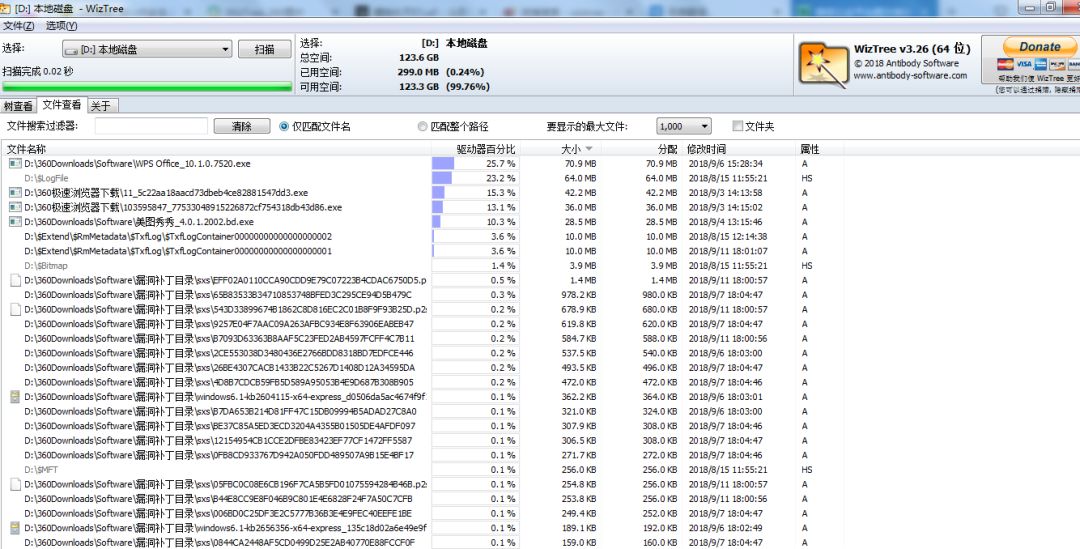 [D:] 本地磁盘 - WizTree
文件(Z) 选项(Y)
选择: [D:] 本地磁盘 扫描
扫描完成 0.02 秒
选择: [D:] 本地磁盘
总空间: 123.6 GB
已用空间: 299.0 MB (0.24%)
可用空间: 123.3 GB (99.76%)
WizTree v3.26 (64 位)
© 2018 Antibody Software
www.antibody-software.com
Donate
VISA
帮助我们使 WizTree 更好
(您可以通过捐赠, 隐藏捐赠
树查看 文件查看 关于
文件搜索过滤器: 清除 仅匹配文件名 匹配整个路径 要显示的最大文件: 1,000 文件夹
文件名称 驱动器百分比 大小 分配 修改时间 属性
D:\360Downloads\Software\WPS Office_10.1.0.7520.exe 25.7 % 70.9 MB 70.9 MB 2018/9/6 15:28:34 A
D:\$LogFile 23.2 % 64.0 MB 64.0 MB 2018/8/15 11:55:21 HS
D:\360极速浏览器下载\11_5c22aa18aacd73dbeb4ce82881547dd3.exe 15.3 % 42.2 MB 42.2 MB 2018/9/3 14:13:58 A
D:\360极速浏览器下载\103595847_77533048915226872cf754318db43d86.exe 13.1 % 36.0 MB 36.0 MB 2018/9/3 14:15:02 A
D:\360Downloads\Software\美图秀秀_4.0.1.2002.bd.exe 10.3 % 28.5 MB 28.5 MB 2018/9/4 13:15:46 A
D:\$Extend\$RmMetadata\$TxfLog\$TxfLogContainer00000000000000000002 3.6 % 10.0 MB 10.0 MB 2018/8/15 12:14:38 A
D:\$Extend\$RmMetadata\$TxfLog\$TxfLogContainer00000000000000000001 3.6 % 10.0 MB 10.0 MB 2018/9/11 18:01:07 A
D:\$Bitmap 1.4 % 3.9 MB 3.9 MB 2018/8/15 11:55:21 HS
D:\360Downloads\Software\漏洞补丁目录\sxs\EFF02A0110CCA90CDD9E79C07223B4CDAC6750D5.p 0.5 % 1.4 MB 1.4 MB 2018/9/11 18:00:57 A
D:\360Downloads\Software\漏洞补丁目录\sxs\65B83533B34710853748BFED3C295CE94D5B479C 0.3 % 978.2 KB 980.0 KB 2018/9/7 18:04:47 A
D:\360Downloads\Software\漏洞补丁目录\sxs\543D33899674B1862C8D816EC2C01B8F9F93B25D.p2s 0.2 % 678.9 KB 680.0 KB 2018/9/11 18:00:57 A
D:\360Downloads\Software\漏洞补丁目录\sxs\9257E04F7AAC09A263AFBC934E8F63906EABEB47 0.2 % 619.8 KB 620.0 KB 2018/9/7 18:04:47 A
D:\360Downloads\Software\漏洞补丁目录\sxs\B7093D63363B8AAF5C23FED2AB4597FCFF4C7B11 0.2 % 584.7 KB 588.0 KB 2018/9/11 18:00:56 A
D:\360Downloads\Software\漏洞补丁目录\sxs\2CE553038D3480436E2766BDD8318BD7EDFCE446 0.2 % 537.5 KB 540.0 KB 2018/9/6 18:03:00 A
D:\360Downloads\Software\漏洞补丁目录\sxs\26BE4307CACB1433B22C5267D1408D12A34595DA 0.2 % 493.5 KB 496.0 KB 2018/9/7 18:04:47 A
D:\360Downloads\Software\漏洞补丁目录\sxs\4D8B7CDCB59FB5D589A95053B4E9D687B308B905 0.2 % 472.0 KB 472.0 KB 2018/9/7 18:04:46 A
D:\360Downloads\Software\漏洞补丁目录\windows6.1-kb2604115-x64-express_d0506da5ac4674f9f 0.1 % 362.2 KB 364.0 KB 2018/9/6 18:03:01 A
D:\360Downloads\Software\漏洞补丁目录\sxs\B7DA653B214D81FF47C15DB09994B5ADAD27C8A0 0.1 % 321.0 KB 324.0 KB 2018/9/6 18:03:00 A
D:\360Downloads\Software\漏洞补丁目录\sxs\BE37C85A5ED3ECD3204A4355B01505DE4AFDF097 0.1 % 307.9 KB 308.0 KB 2018/9/7 18:04:46 A
D:\360Downloads\Software\漏洞补丁目录\sxs\12154954CB1CCE2DFBE83423EF77CF1472FF5587 0.1 % 306.5 KB 308.0 KB 2018/9/7 18:04:47 A
D:\360Downloads\Software\漏洞补丁目录\sxs\0FB8CD933767D942A050FDD489507A9B15E4BF17 0.1 % 271.7 KB 272.0 KB 2018/9/7 18:04:47 A
D:\$MFT 0.1 % 256.0 KB 256.0 KB 2018/8/15 11:55:21 HS
D:\360Downloads\Software\漏洞补丁目录\sxs\05FBC0C08E6CB196F7CA5B5FD01075594284B46B.p2 0.1 % 254.8 KB 256.0 KB 2018/9/11 18:00:57 A
D:\360Downloads\Software\漏洞补丁目录\sxs\B44E8CC9E8F046B9C801E4E6828F24F7A50C7CFB 0.1 % 253.8 KB 256.0 KB 2018/9/11 18:00:56 A
D:\360Downloads\Software\漏洞补丁目录\sxs\006BD0C25DF3E2C5777B36B3E4E9FEC40EEFE1BE 0.1 % 249.4 KB 252.0 KB 2018/9/7 18:04:47 A
D:\360Downloads\Software\漏洞补丁目录\windows6.1-kb2656356-x64-express_135c18d02a6e49e9f 0.1 % 189.1 KB 192.0 KB 2018/9/6 18:02:49 A
D:\360Downloads\Software\漏洞补丁目录\sxs\0844CA2448AF5CD0499D25E2AB40770E88FCCF0F 0.1 % 159.0 KB 160.0 KB 2018/9/7 18:04:47 A